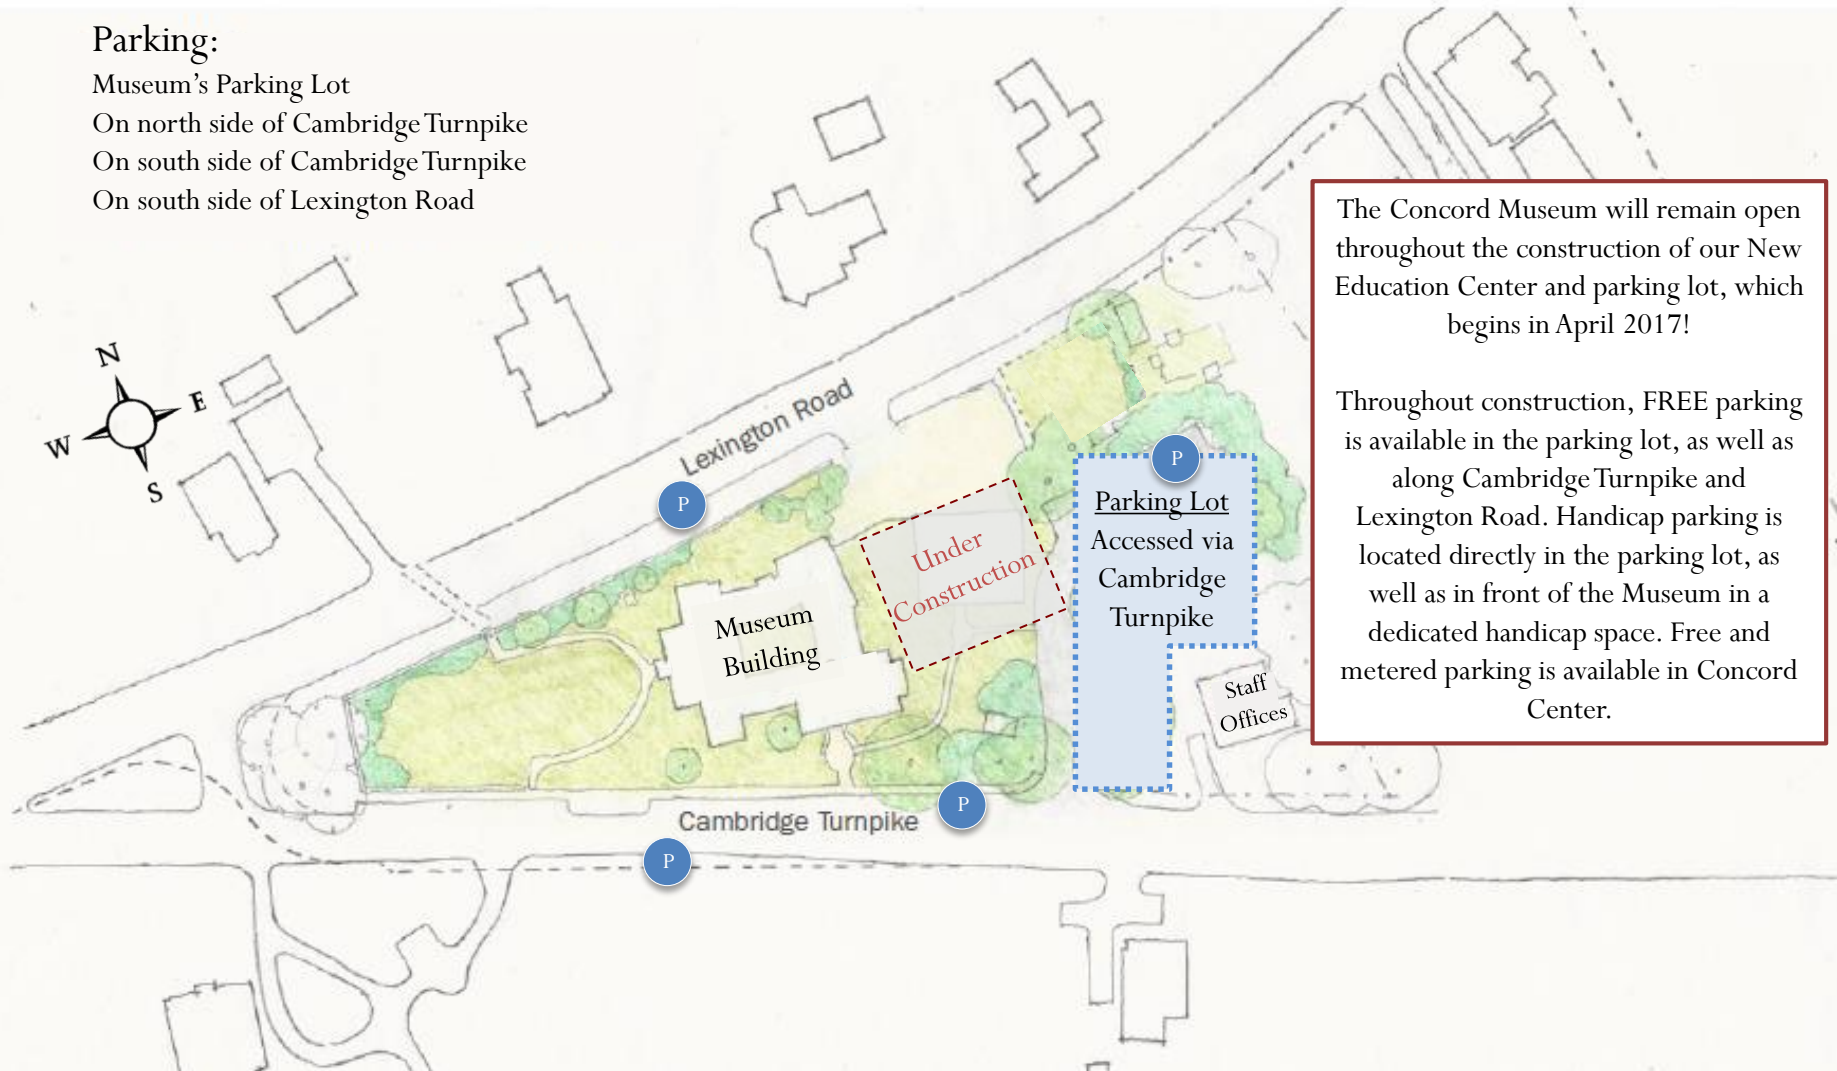 Parking:
Museum's Parking Lot
On north side of Cambridge Turnpike
On south side of Cambridge Turnpike
On south side of Lexington Road
The Concord Museum will remain open
throughout the construction of our New
Education Center and parking lot, which
begins in April 2017!
Throughout construction, FREE parking
is available in the parking lot, as well as
along Cambridge Turnpike and
Lexington Road. Handicap parking is
located directly in the parking lot, as
well as in front of the Museum in a
dedicated handicap space. Free and
metered parking is available in Concord
Center.
N
E
W
S
Lexington Road
P
P
Parking Lot
Accessed via
Cambridge
Turnpike
Under
Construction
Museum
Building
Staff
Offices
P
Cambridge Turnpike
P